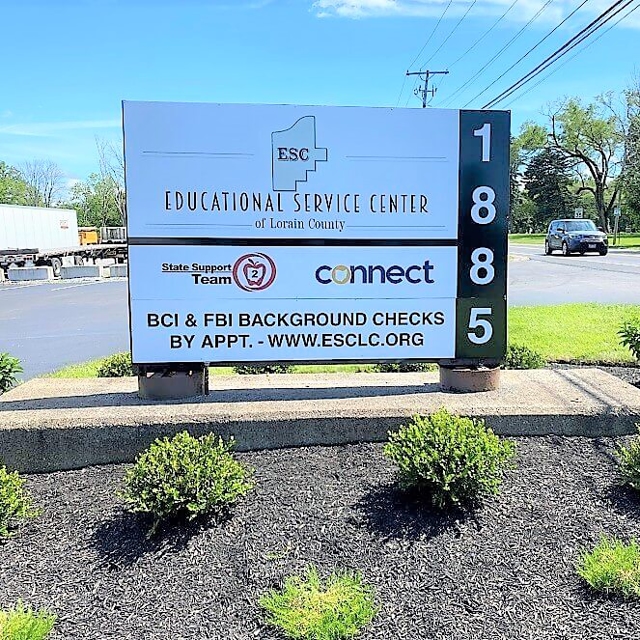 ESC
EDUCATIONAL SERVICE CENTER
of Lorain County
State Support
Team 2
connect
BCI & FBI BACKGROUND CHECKS
BY APPT. - WWW.ESCLC.ORG
1
8
8
5